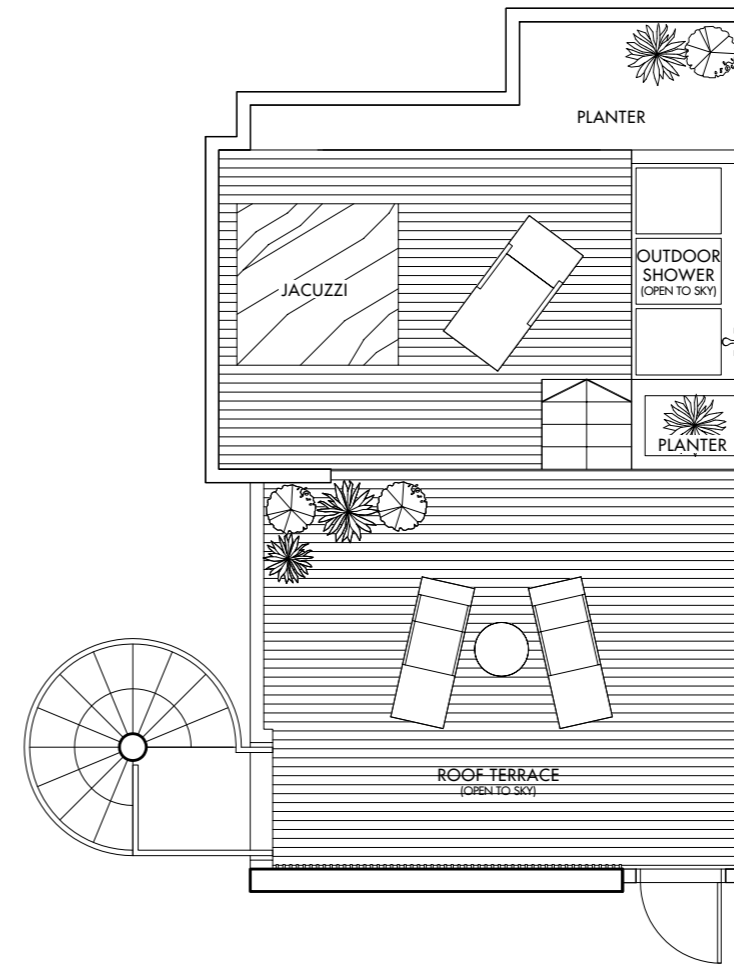 PLANTER
JACUZZI
OUTDOOR
SHOWER
(OPEN TO SKY)
PLANTER
ROOF TERRACE
(OPEN TO SKY)